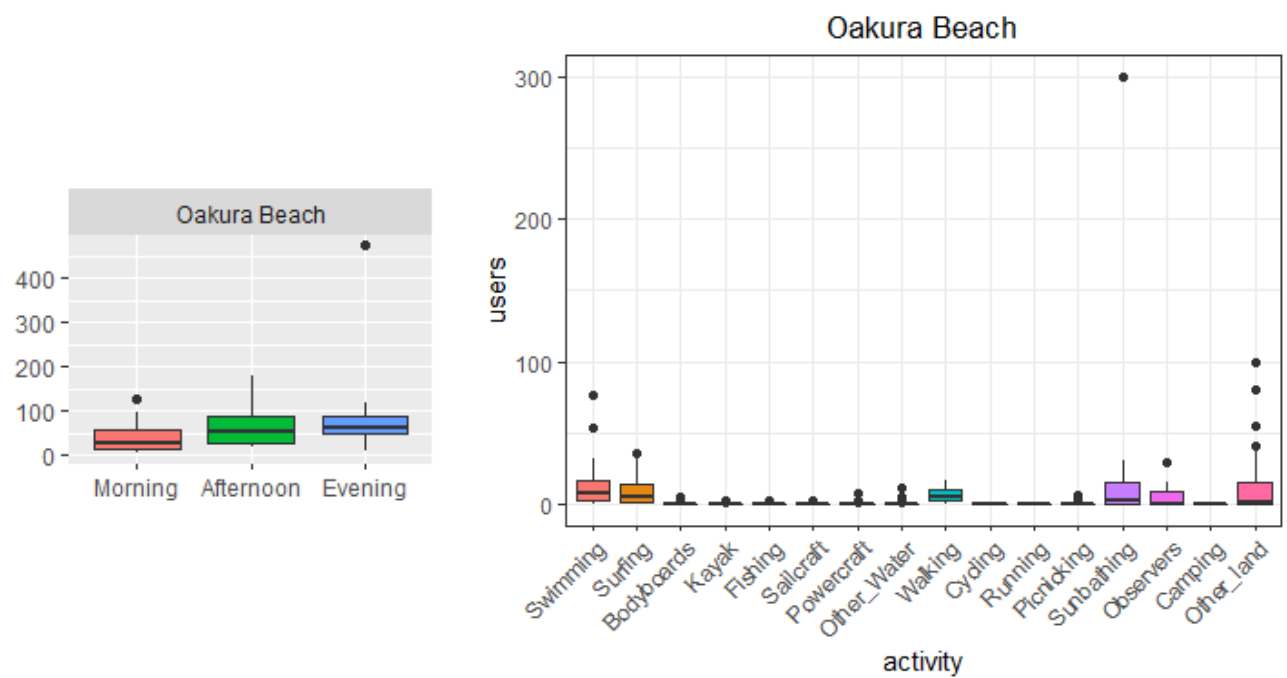 Oakura Beach
400
300
200
100
0
Morning Afternoon Evening
Oakura Beach
users
300
200
100
0
Swimming
Surfing
Bodyboards
Kayak
Fishing
Sailcraft
Powercraft
Other_Water
Walking
Cycling
Running
Picnicking
Sunbathing
Observers
Camping
Other_land
activity